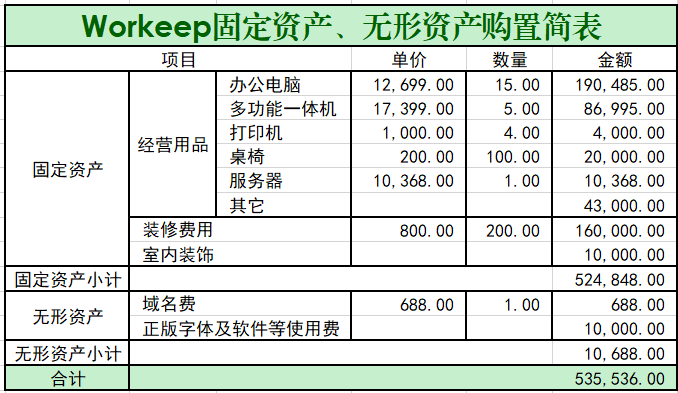 Workeep固定资产、无形资产购置简表
项目 单价 数量 金额
固定资产 经营用品 办公电脑 12,699.00 15.00 190,485.00
多功能一体机 17,399.00 5.00 86,995.00
打印机 1,000.00 4.00 4,000.00
桌椅 200.00 100.00 20,000.00
服务器 10,368.00 1.00 10,368.00
其它 43,000.00
装修费用 800.00 200.00 160,000.00
室内装饰 10,000.00
固定资产小计 524,848.00
无形资产 域名费 688.00 1.00 688.00
正版字体及软件等使用费 10,000.00
无形资产小计 10,688.00
合计 535,536.00